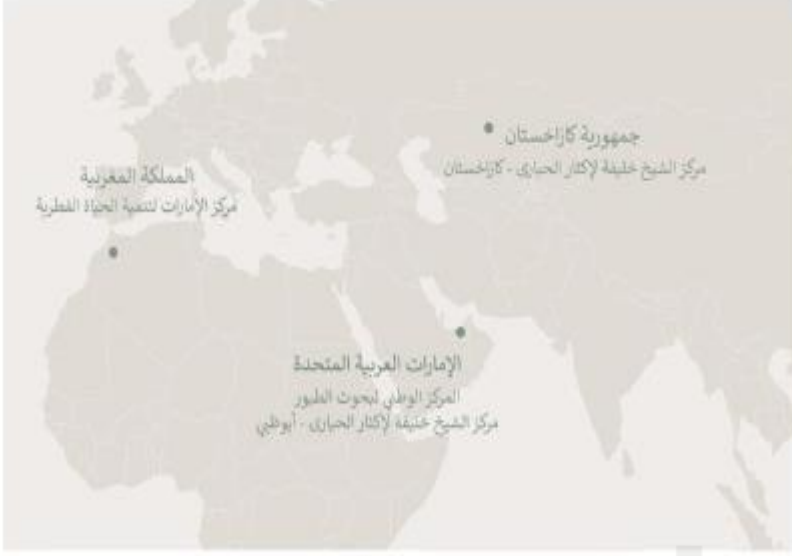 جمهورية كازاخستان
مركز الشيخ خليفة لإكثار الحبارى - كازاخستان
المملكة المغربية
مركز الإمارات لتنمية الحياة الفطرية
الإمارات العربية المتحدة
المركز الوطني لبحوث الطيور
مركز الشيخ خليفة لإكثار الحبارى - أبوظبي